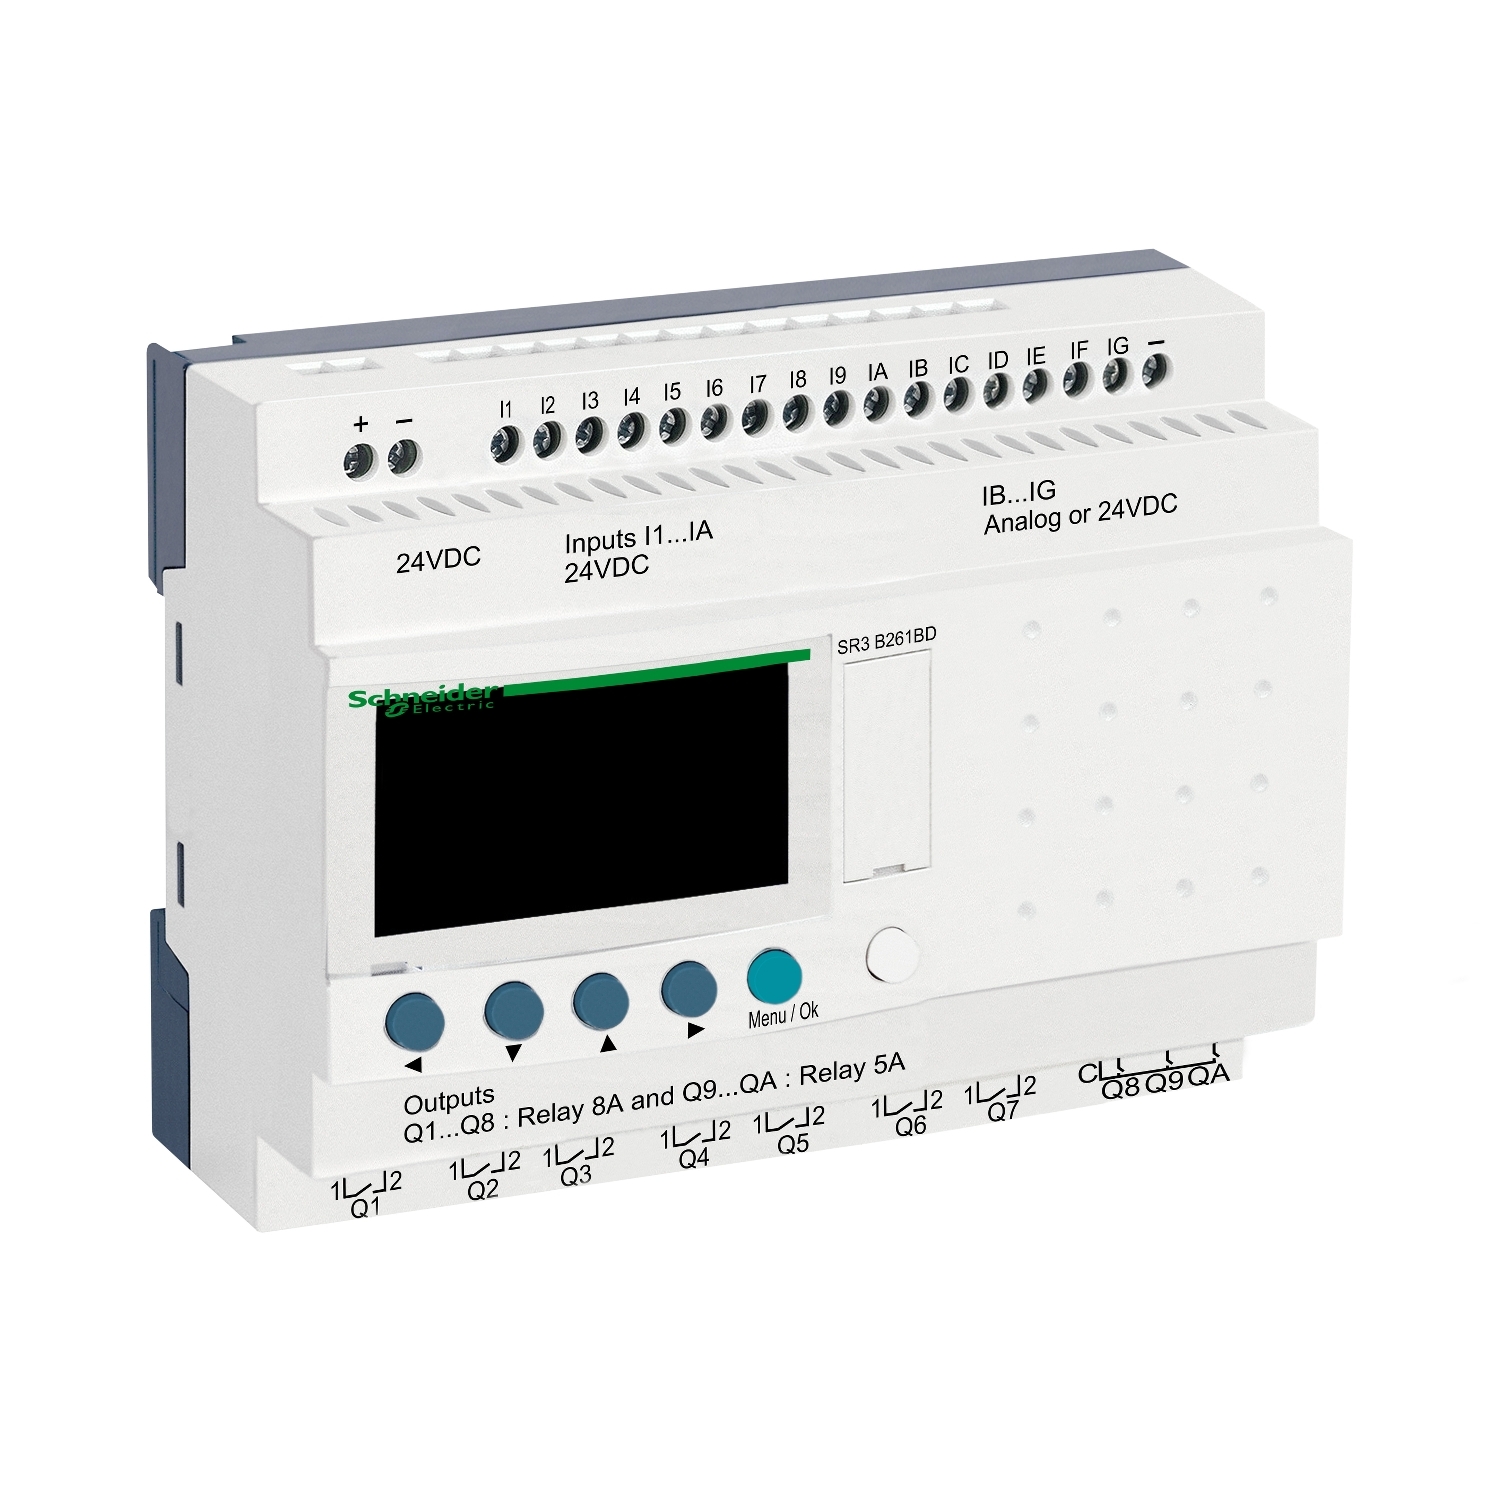 + − I1 I2 I3 I4 I5 I6 I7 I8 I9 IA IB IC ID IE IF IG −
24VDC
Inputs I1...IA
24VDC
IB...IG
Analog or 24VDC
SR3 B261BD
Schneider
Electric
Menu / Ok
Outputs
Q1...Q8 : Relay 8A and Q9...QA : Relay 5A
1 2 1 2 1 2 1 2 1 2 1 2 1 2 C
Q1 Q2 Q3 Q4 Q5 Q6 Q7 Q8 Q9 QA